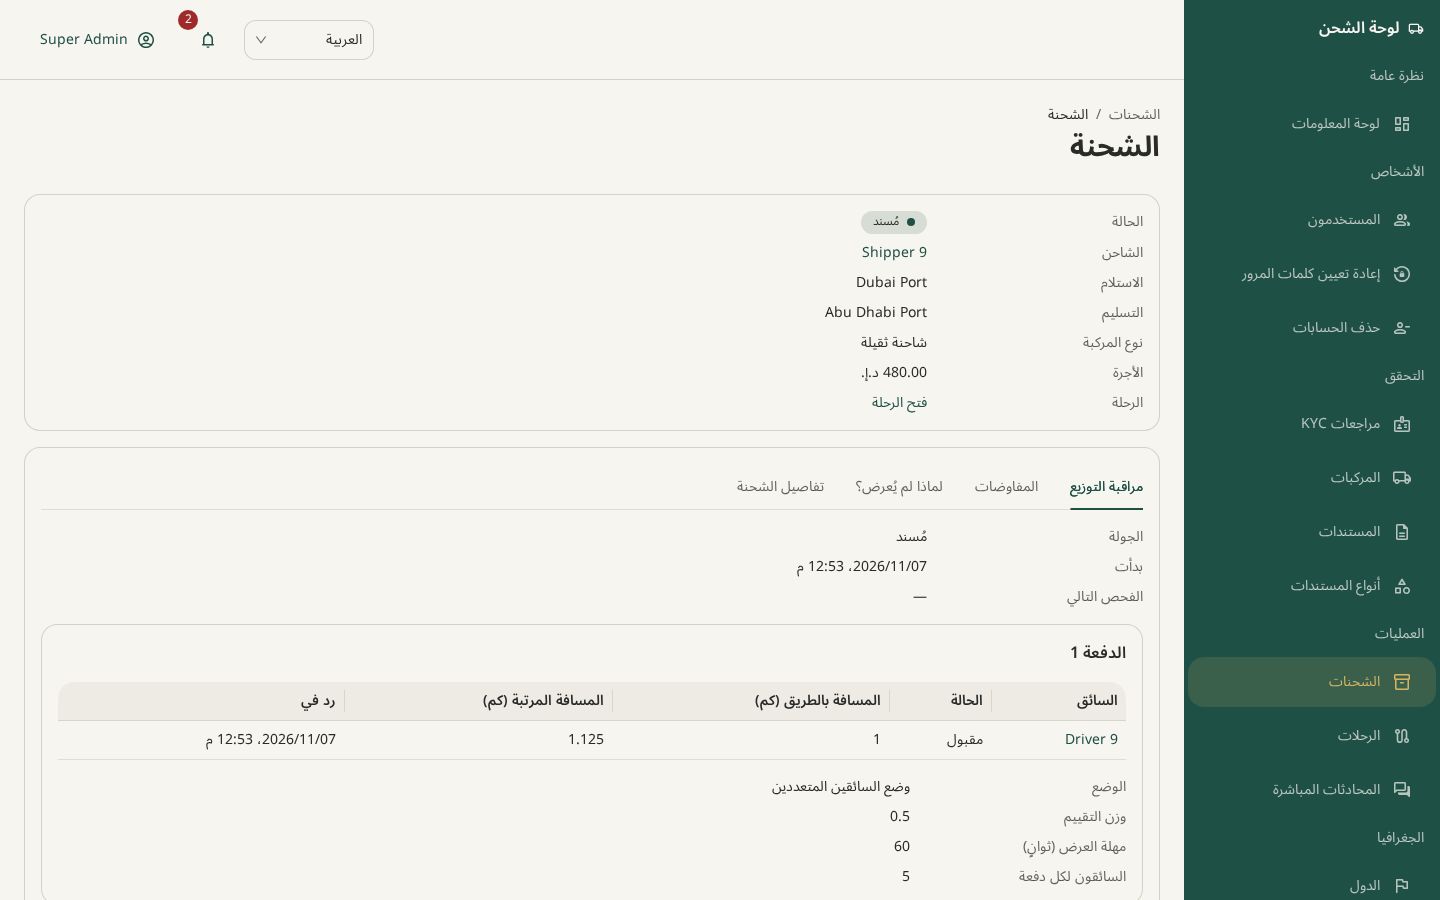 لوحة الشحن
نظرة عامة
لوحة المعلومات
الأشخاص
المستخدمون
إعادة تعيين كلمات المرور
حذف الحسابات
التحقق
مراجعات KYC
المركبات
المستندات
أنواع المستندات
العمليات
الشحنات
الرحلات
المحادثات المباشرة
الجغرافيا
الدول
العربية
2
Super Admin
الشحنات / الشحنة
الشحنة
الحالة مُسند
الشاحن Shipper 9
الاستلام Dubai Port
التسليم Abu Dhabi Port
نوع المركبة شاحنة ثقيلة
الأجرة 480.00 د.إ.
الرحلة فتح الرحلة
مراقبة التوزيع المفاوضات لماذا لم يُعرض؟ تفاصيل الشحنة
الجولة مُسند
بدأت 2026/11/07، 12:53 م
الفحص التالي —
الدفعة 1
السائق الحالة المسافة بالطريق (كم) المسافة المرتبة (كم) رد في
Driver 9 مقبول 1 1.125 2026/11/07، 12:53 م
الوضع وضع السائقين المتعددين
وزن التقييم 0.5
مهلة العرض (ثوانٍ) 60
السائقون لكل دفعة 5